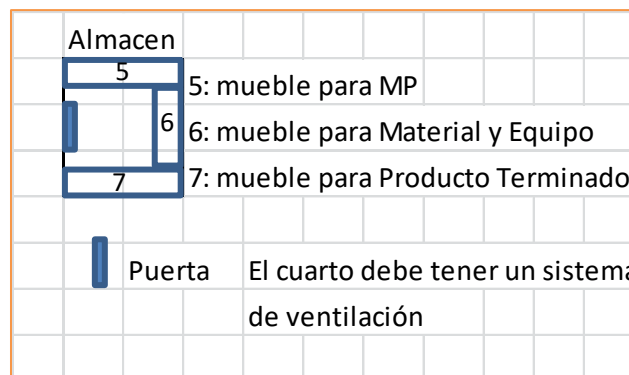 Almacen
5
5: mueble para MP
6
6: mueble para Material y Equipo
7
7: mueble para Producto Terminado
Puerta
El cuarto debe tener un sistema
de ventilación